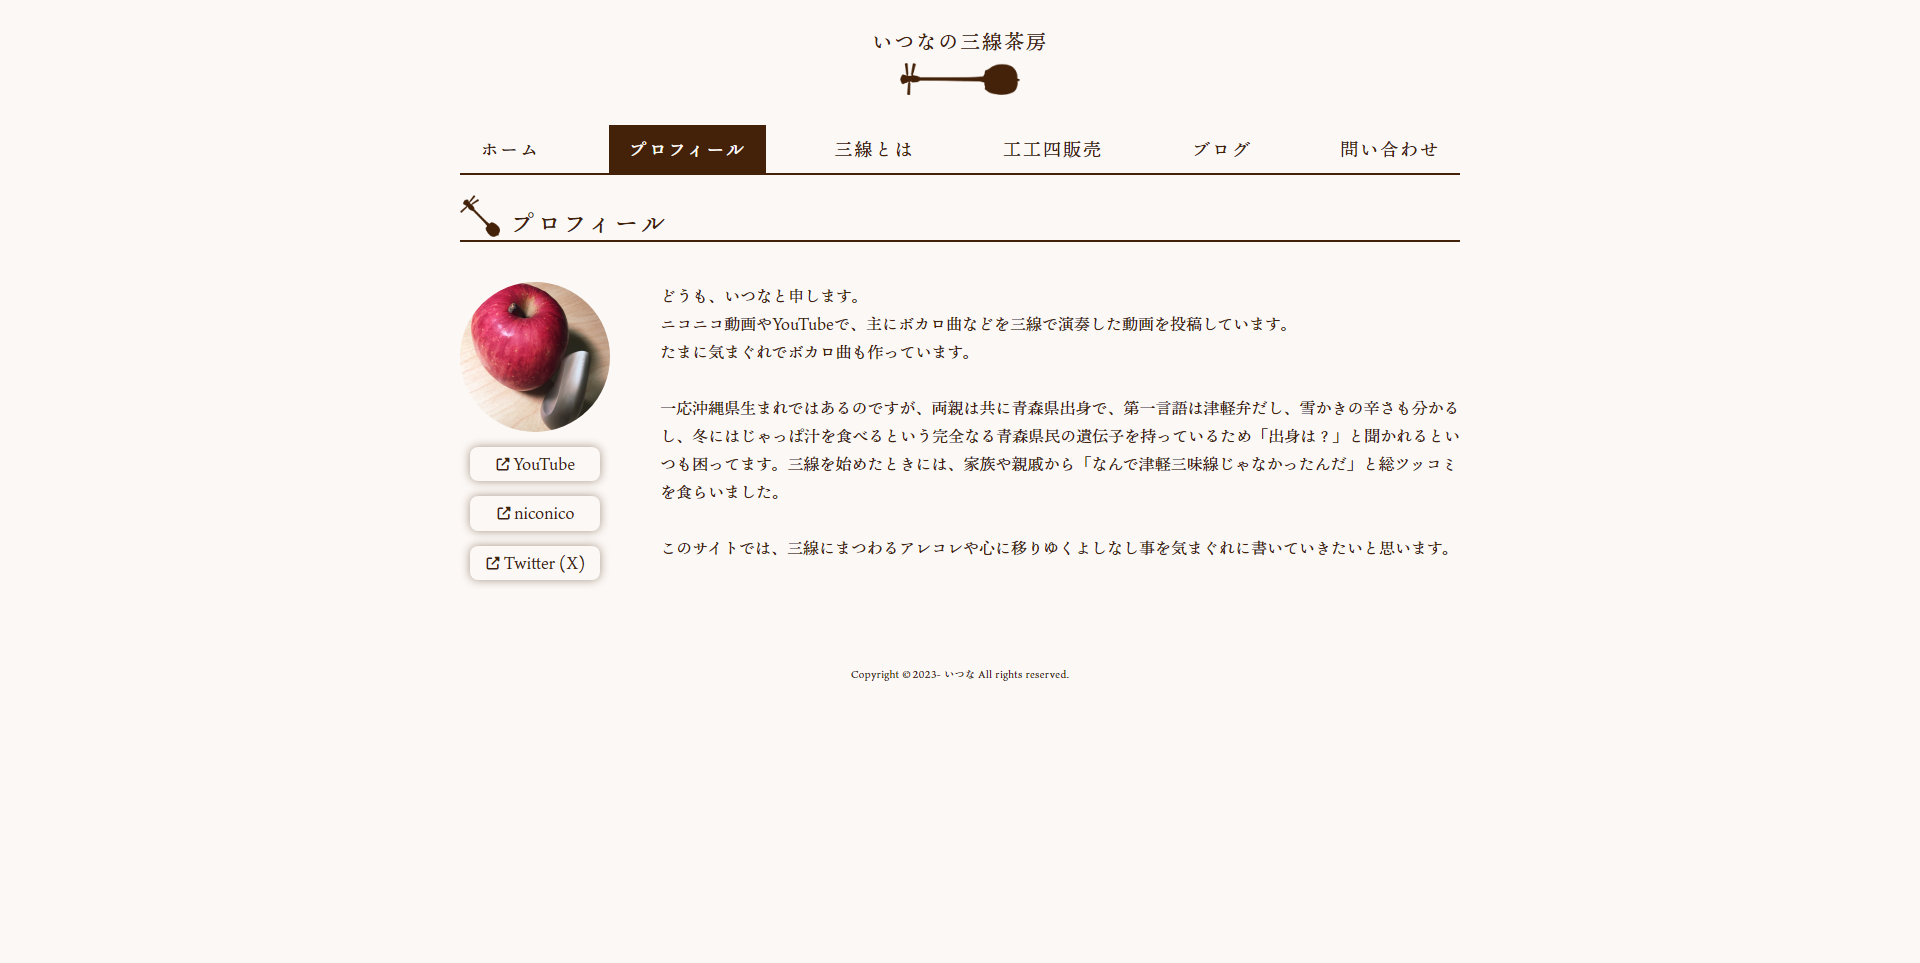 いつなの三線茶房
ホーム
プロフィール
三線とは
工工四販売
ブログ
問い合わせ
プロフィール
どうも、いつなと申します。
ニコニコ動画やYouTubeで、主にボカロ曲などを三線で演奏した動画を投稿しています。
たまに気まぐれでボカロ曲も作っています。
一応沖縄県生まれではあるのですが、両親は共に青森県出身で、第一言語は津軽弁だし、雪かきの辛さも分かる
し、冬にはじゃっぱ汁を食べるという完全なる青森県民の遺伝子を持っているため「出身は？」と聞かれるとい
つも困ってます。三線を始めたときには、家族や親戚から「なんで津軽三味線じゃなかったんだ」と総ツッコミ
を食らいました。
このサイトでは、三線にまつわるアレコレや心に移りゆくよしなし事を気まぐれに書いていきたいと思います。
YouTube
niconico
Twitter (X)
Copyright ©2023- いつな All rights reserved.